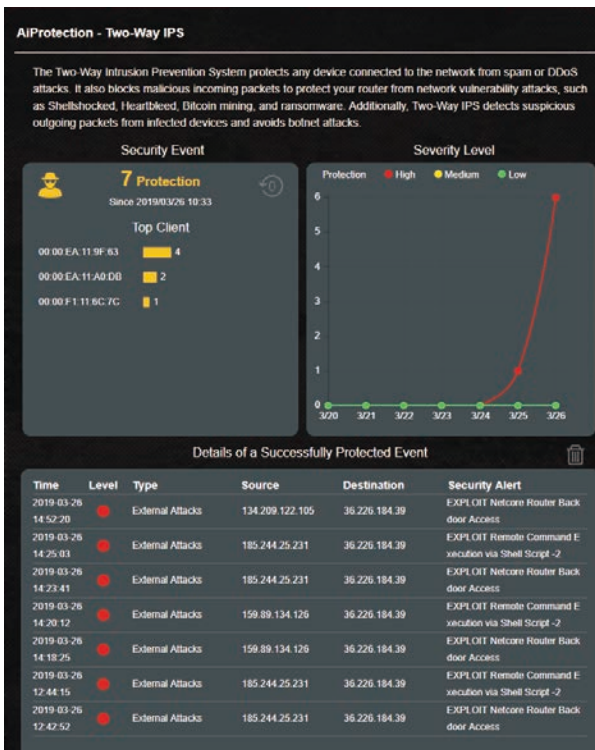 AiProtection - Two-Way IPS
The Two-Way Intrusion Prevention System protects any device connected to the network from spam or DDoS
attacks. It also blocks malicious incoming packets to protect your router from network vulnerability attacks, such
as Shellshocked, Heartbleed, Bitcoin mining, and ransomware. Additionally, Two-Way IPS detects suspicious
outgoing packets from infected devices and avoids botnet attacks.
Security Event
7 Protection
Since 2019/03/26 10:33
0
Top Client
00:00:EA:11:9F:63 4
00:00:EA:11:A0:DB 2
00:00:F1:11:6C:7C 1
Severity Level
Protection High Medium Low
6
5
4
3
2
1
0
3/20 3/21 3/22 3/23 3/24 3/25 3/26
Details of a Successfully Protected Event
Time Level Type Source Destination Security Alert
2019-03-26
14:52:20 External Attacks 134.209.122.105 36.226.184.39 EXPLOIT Netcore Router Back
door Access
2019-03-26
14:25:03 External Attacks 185.244.25.231 36.226.184.39 EXPLOIT Remote Command E
xecution via Shell Script -2
2019-03-26
14:23:41 External Attacks 185.244.25.231 36.226.184.39 EXPLOIT Netcore Router Back
door Access
2019-03-26
14:20:12 External Attacks 159.89.134.126 36.226.184.39 EXPLOIT Remote Command E
xecution via Shell Script -2
2019-03-26
14:18:25 External Attacks 159.89.134.126 36.226.184.39 EXPLOIT Netcore Router Back
door Access
2019-03-26
12:44:15 External Attacks 185.244.25.231 36.226.184.39 EXPLOIT Remote Command E
xecution via Shell Script -2
2019-03-26
12:42:52 External Attacks 185.244.25.231 36.226.184.39 EXPLOIT Netcore Router Back
door Access